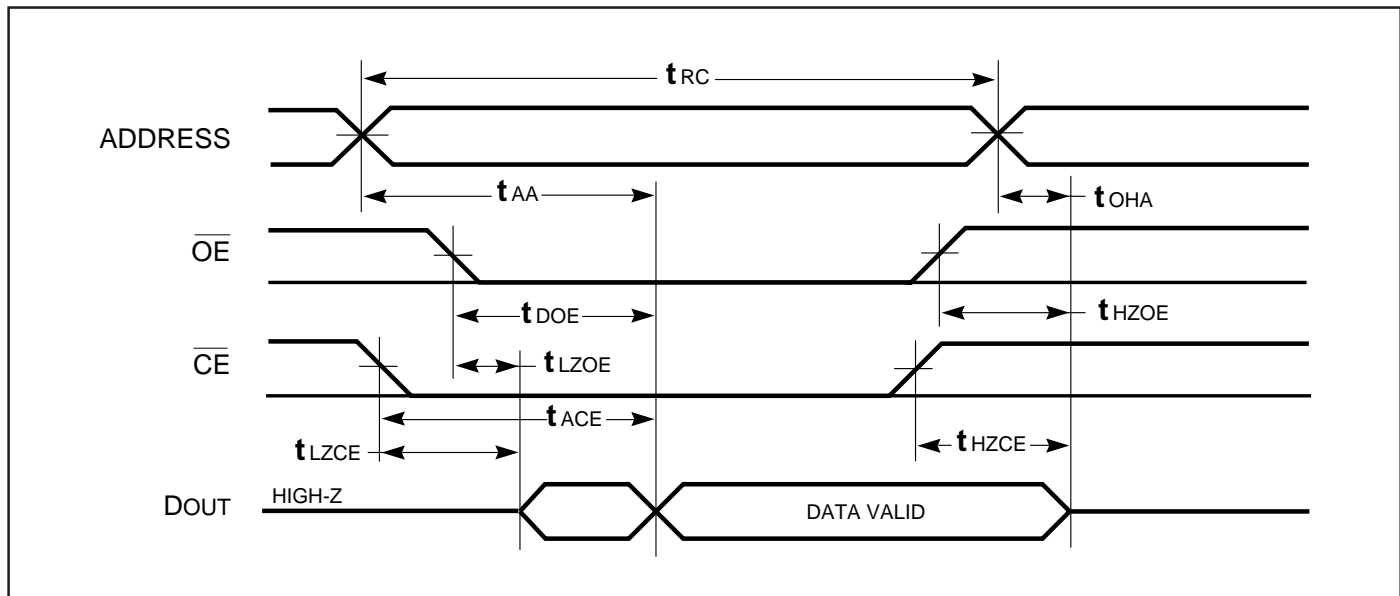 tRC
ADDRESS
tAA
tOHA
OE
tDOE
tHZOE
CE
tLZOE
tACE
tLZCE
tHZCE
DOUT
HIGH-Z
DATA VALID